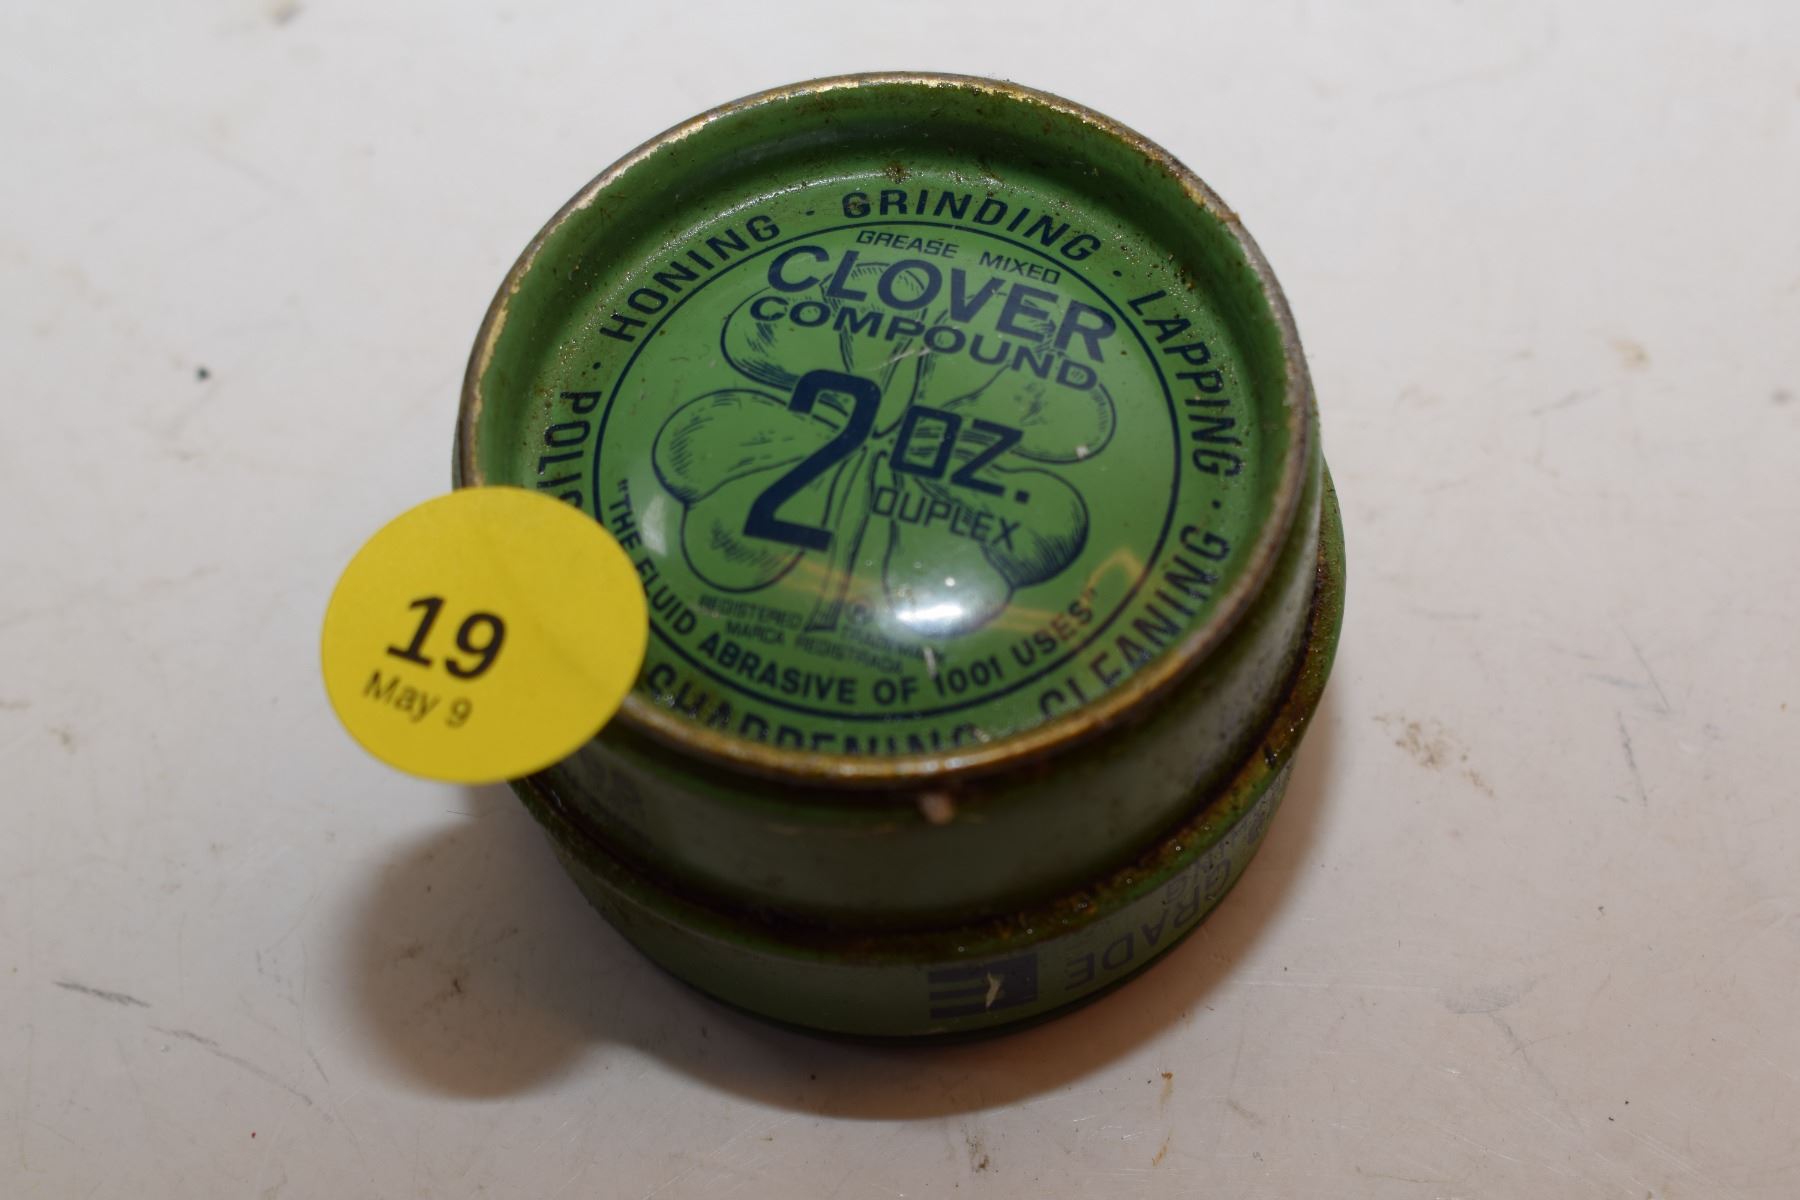 HONING · GRINDING · LAPPING · CLEANING
GREASE MIXED
CLOVER
COMPOUND
2 OZ.
DUPLEX
REGISTERED ® TRADEMARK
MARCA REGISTRADA
"THE FLUID ABRASIVE OF 1001 USES"
19
May 9
GRADE